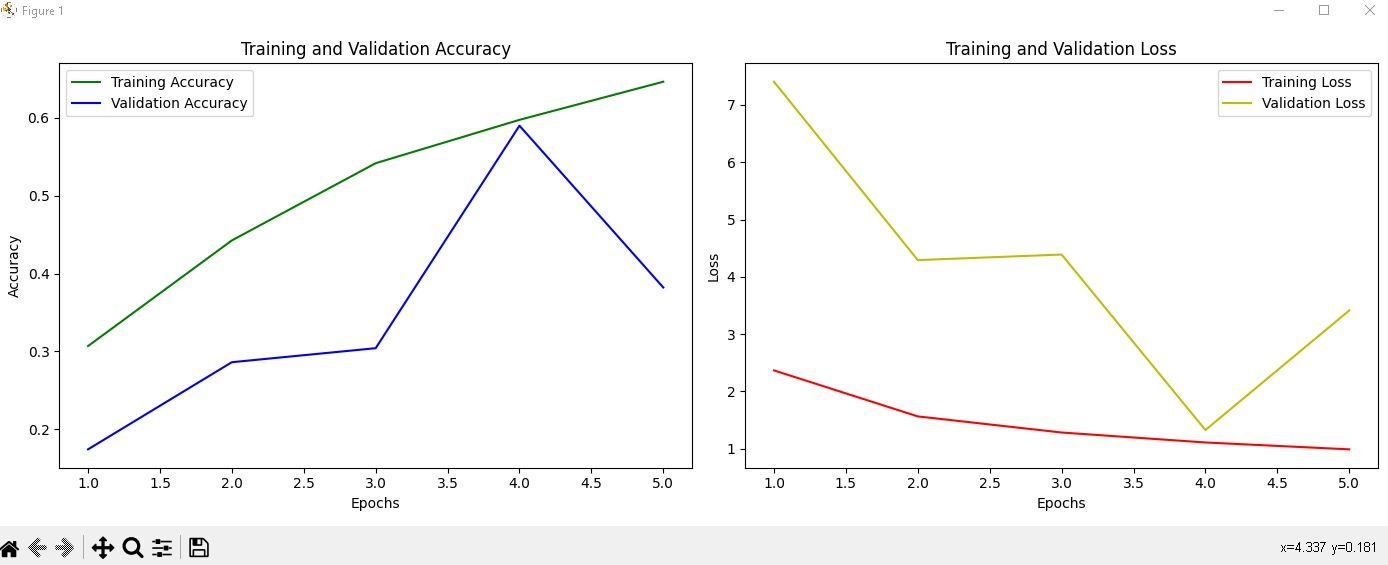 Figure 1
Training and Validation Accuracy
Training Accuracy
Validation Accuracy
0.6
0.5
0.4
0.3
0.2
Accuracy
1.0 1.5 2.0 2.5 3.0 3.5 4.0 4.5 5.0
Epochs
Training and Validation Loss
Training Loss
Validation Loss
7
6
5
4
3
2
1
Loss
1.0 1.5 2.0 2.5 3.0 3.5 4.0 4.5 5.0
Epochs
x=4.337 y=0.181